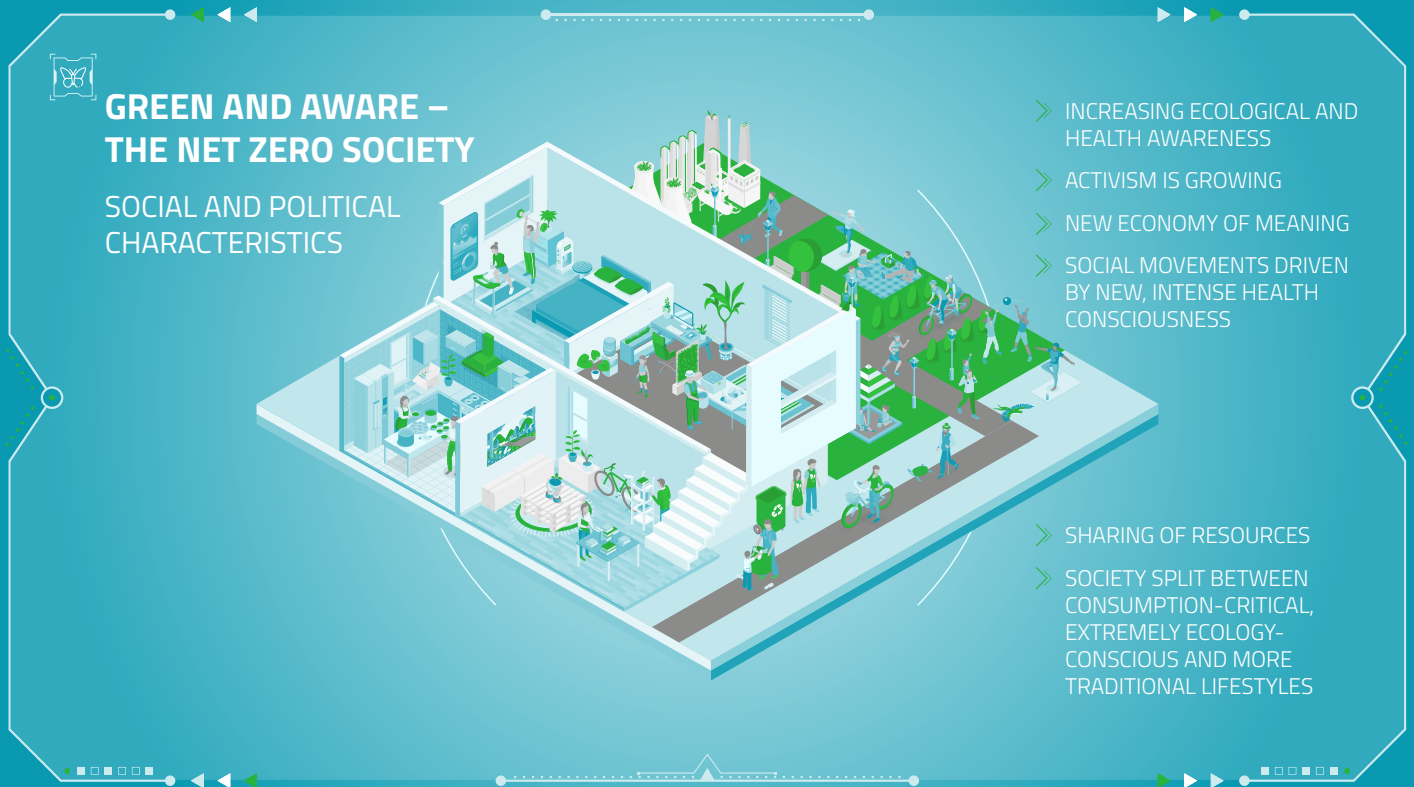 GREEN AND AWARE –
THE NET ZERO SOCIETY
SOCIAL AND POLITICAL
CHARACTERISTICS
INCREASING ECOLOGICAL AND
HEALTH AWARENESS
ACTIVISM IS GROWING
NEW ECONOMY OF MEANING
SOCIAL MOVEMENTS DRIVEN
BY NEW, INTENSE HEALTH
CONSCIOUSNESS
SHARING OF RESOURCES
SOCIETY SPLIT BETWEEN
CONSUMPTION-CRITICAL,
EXTREMELY ECOLOGY-
CONSCIOUS AND MORE
TRADITIONAL LIFESTYLES